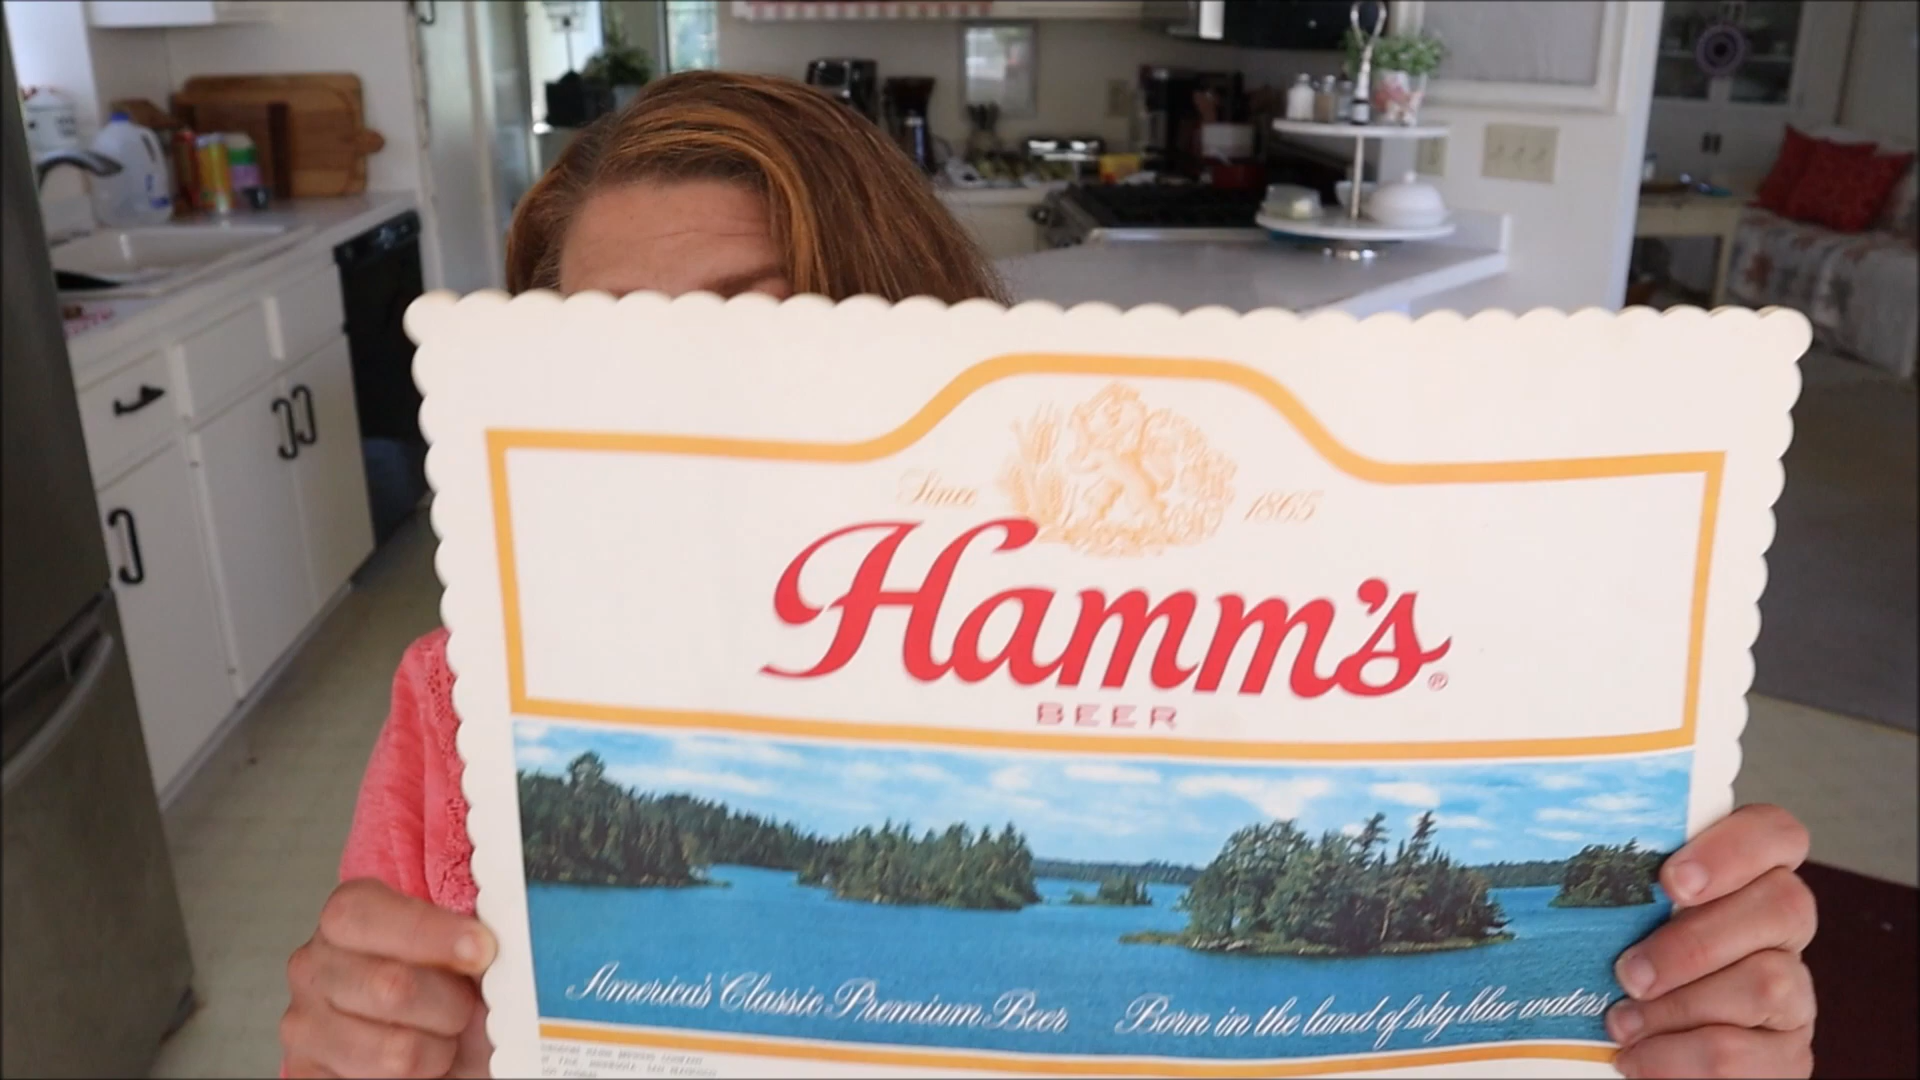 Since 1865
Hamm's®
BEER
America's Classic Premium Beer Born in the land of sky blue waters